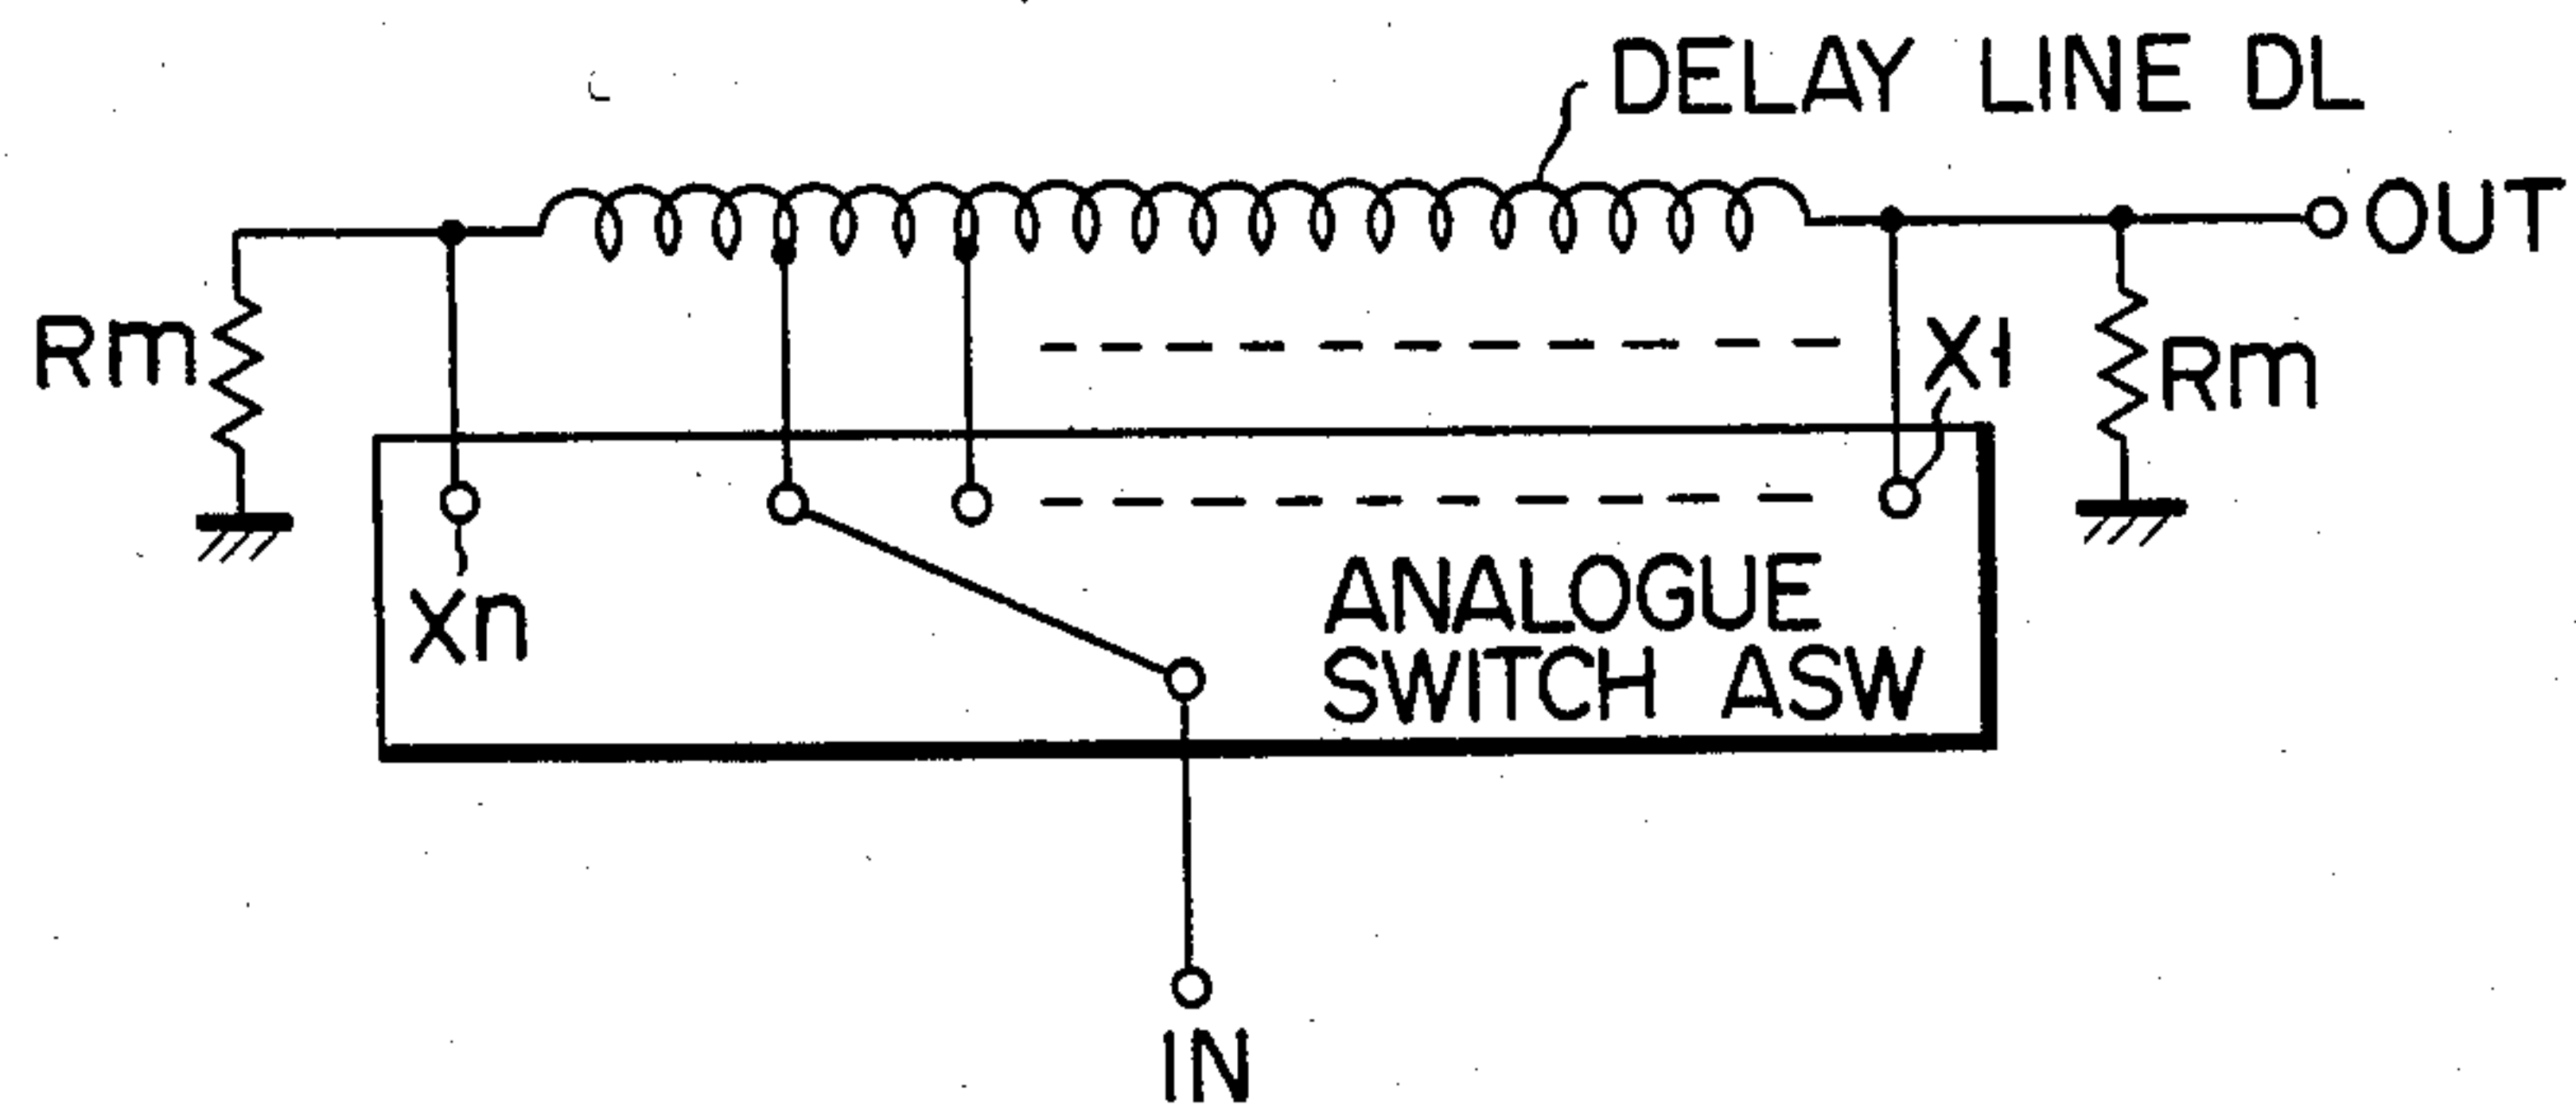 DELAY LINE DL
OUT
Rm
X1
Rm
Xn
ANALOGUE
SWITCH ASW
IN